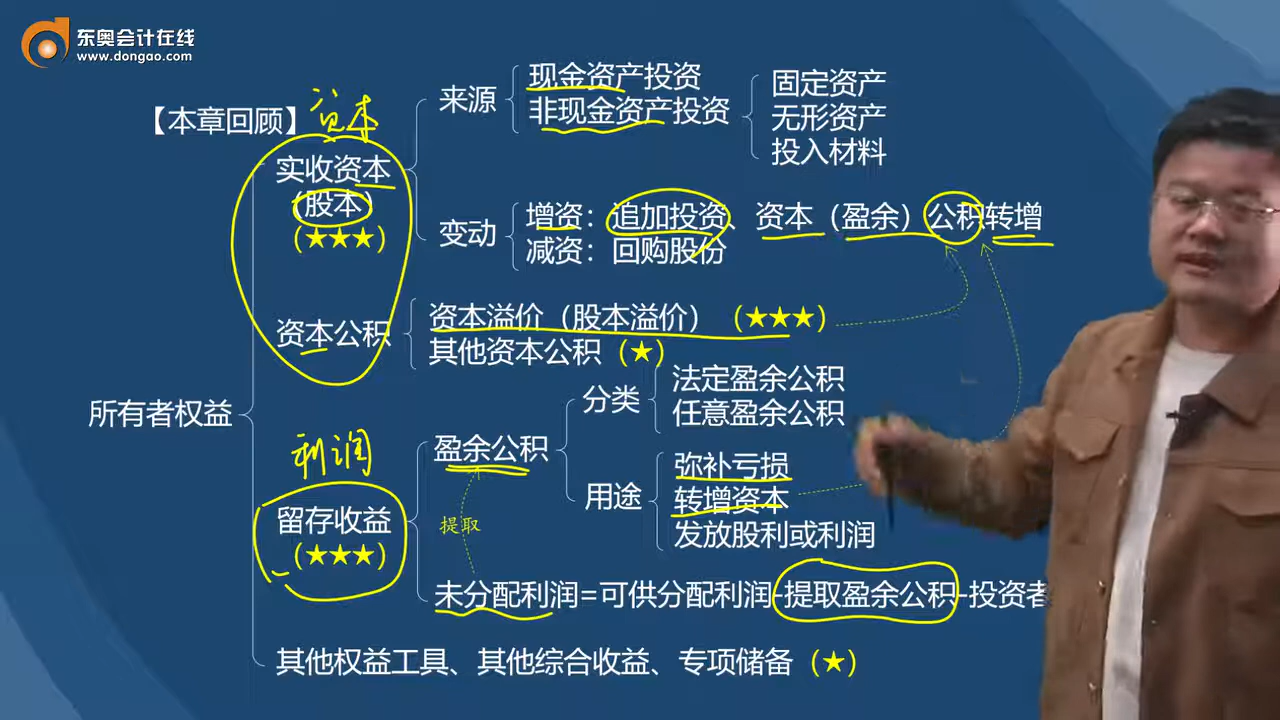 东奥会计在线
www.dongao.com
【本章回顾】
资本
所有者权益
实收资本
（股本）
（★★★）
来源
现金资产投资
非现金资产投资
固定资产
无形资产
投入材料
变动
增资：追加投资、资本（盈余）公积转增
减资：回购股份
资本公积
资本溢价（股本溢价）（★★★）
其他资本公积（★）
利润
留存收益
（★★★）
盈余公积
分类
法定盈余公积
任意盈余公积
用途
弥补亏损
转增资本
发放股利或利润
提取
未分配利润=可供分配利润-提取盈余公积-投资者
其他权益工具、其他综合收益、专项储备（★）